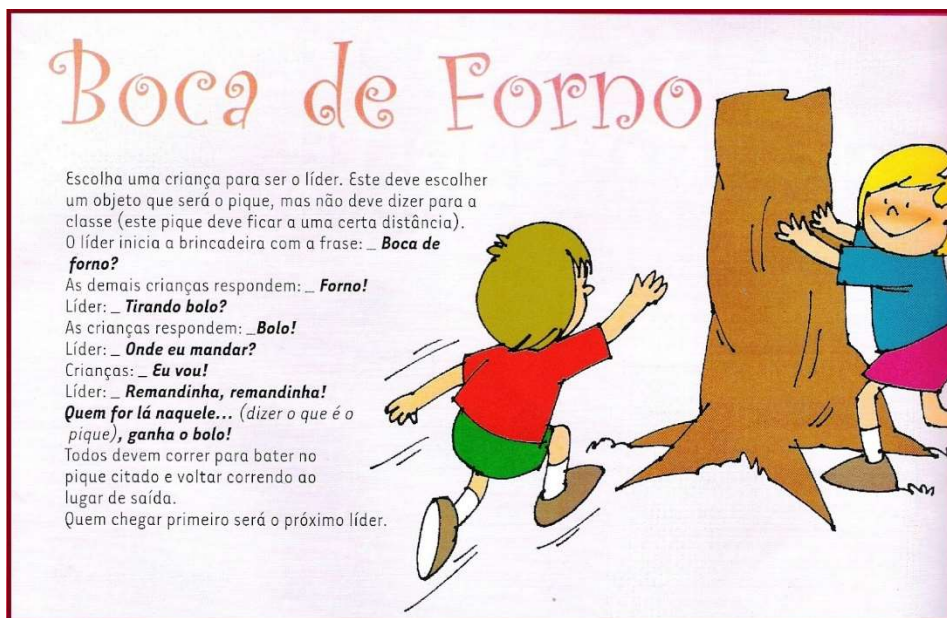 Boca de Forno
Escolha uma criança para ser o líder. Este deve escolher
um objeto que será o pique, mas não deve dizer para a
classe (este pique deve ficar a uma certa distância).
O líder inicia a brincadeira com a frase: _ Boca de
forno?
As demais crianças respondem: _ Forno!
Líder: _ Tirando bolo?
As crianças respondem: _Bolo!
Líder: _ Onde eu mandar?
Crianças: _ Eu vou!
Líder: _ Remandinha, remandinha!
Quem for lá naquele... (dizer o que é o
pique), ganha o bolo!
Todos devem correr para bater no
pique citado e voltar correndo ao
lugar de saída.
Quem chegar primeiro será o próximo líder.